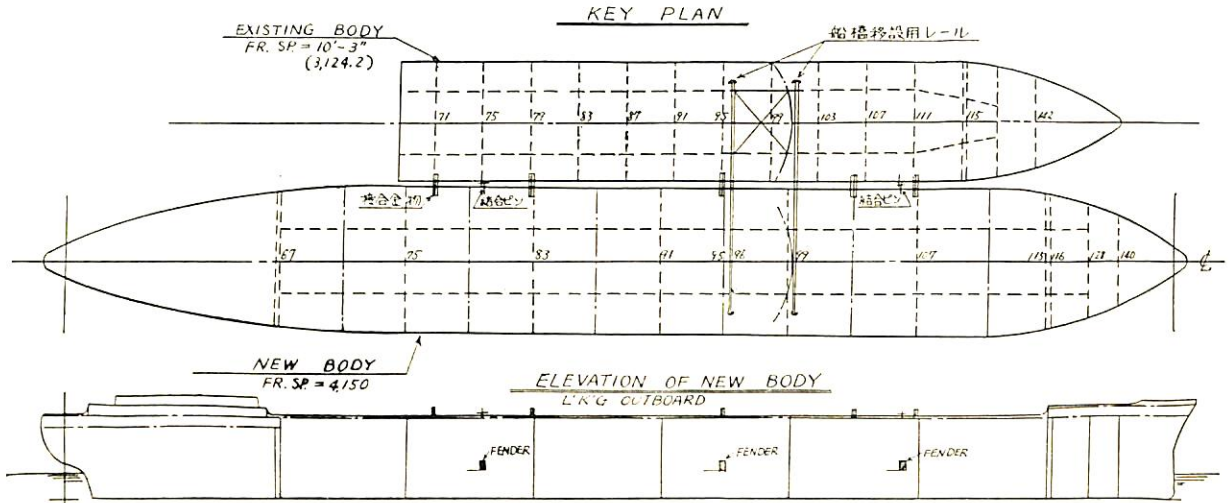 KEY PLAN
EXISTING BODY
FR. SP. = 10'-3"
(3,124.2)
船橋移設用レール
71 75 79 83 87 91 95 99 103 107 111 115 142
接合金物 結合ピン 結合ピン
67 75 83 91 95 96 99 107 115 116 128 140
NEW BODY
FR. SP. = 4,150
ELEVATION OF NEW BODY
L'K'G OUTBOARD
FENDER FENDER FENDER